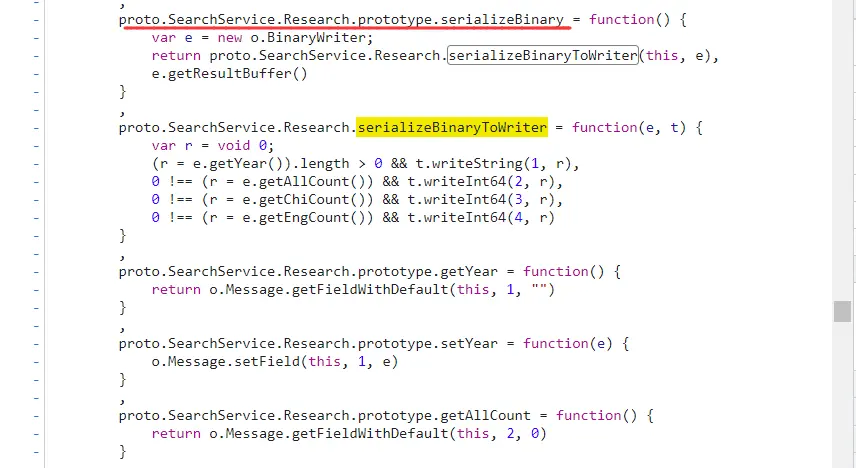 ,
proto.SearchService.Research.prototype.serializeBinary = function() {
    var e = new o.BinaryWriter;
    return proto.SearchService.Research.serializeBinaryToWriter(this, e),
    e.getResultBuffer()
}
,
proto.SearchService.Research.serializeBinaryToWriter = function(e, t) {
    var r = void 0;
    (r = e.getYear()).length > 0 && t.writeString(1, r),
    0 !== (r = e.getAllCount()) && t.writeInt64(2, r),
    0 !== (r = e.getChiCount()) && t.writeInt64(3, r),
    0 !== (r = e.getEngCount()) && t.writeInt64(4, r)
}
,
proto.SearchService.Research.prototype.getYear = function() {
    return o.Message.getFieldWithDefault(this, 1, "")
}
,
proto.SearchService.Research.prototype.setYear = function(e) {
    o.Message.setField(this, 1, e)
}
,
proto.SearchService.Research.prototype.getAllCount = function() {
    return o.Message.getFieldWithDefault(this, 2, 0)
}